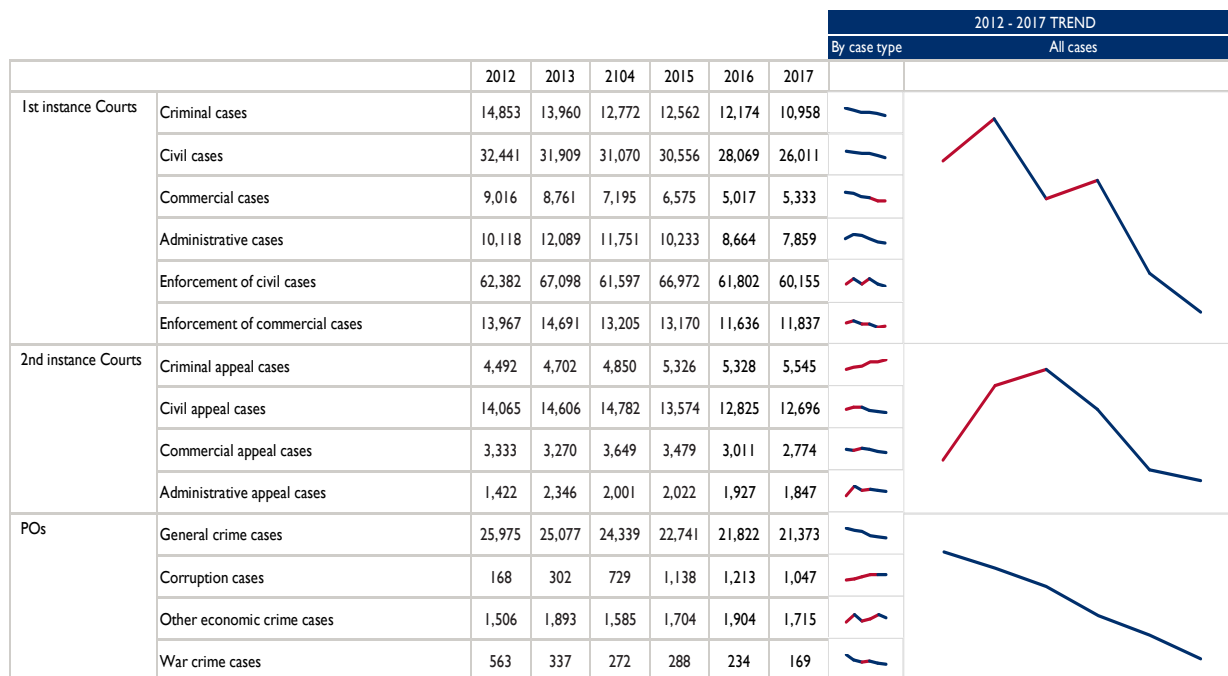 2012 - 2017 TREND
By case type All cases
2012 2013 2104 2015 2016 2017
1st instance Courts Criminal cases 14,853 13,960 12,772 12,562 12,174 10,958
Civil cases 32,441 31,909 31,070 30,556 28,069 26,011
Commercial cases 9,016 8,761 7,195 6,575 5,017 5,333
Administrative cases 10,118 12,089 11,751 10,233 8,664 7,859
Enforcement of civil cases 62,382 67,098 61,597 66,972 61,802 60,155
Enforcement of commercial cases 13,967 14,691 13,205 13,170 11,636 11,837
2nd instance Courts Criminal appeal cases 4,492 4,702 4,850 5,326 5,328 5,545
Civil appeal cases 14,065 14,606 14,782 13,574 12,825 12,696
Commercial appeal cases 3,333 3,270 3,649 3,479 3,011 2,774
Administrative appeal cases 1,422 2,346 2,001 2,022 1,927 1,847
POs General crime cases 25,975 25,077 24,339 22,741 21,822 21,373
Corruption cases 168 302 729 1,138 1,213 1,047
Other economic crime cases 1,506 1,893 1,585 1,704 1,904 1,715
War crime cases 563 337 272 288 234 169